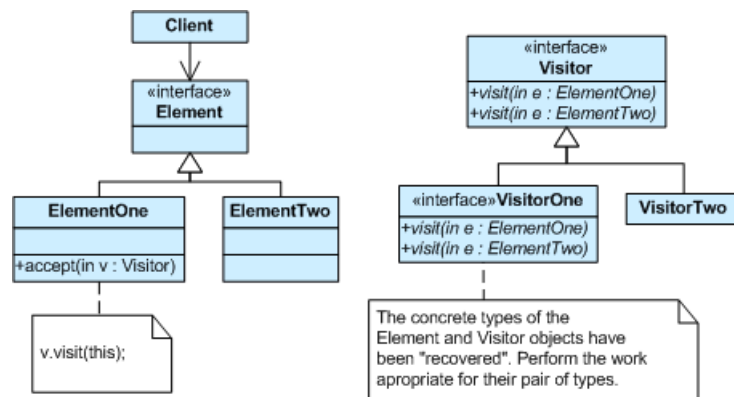 Client
«interface»
Element
ElementOne
+accept(in v : Visitor)
ElementTwo
v.visit(this);
«interface»
Visitor
+visit(in e : ElementOne)
+visit(in e : ElementTwo)
«interface»VisitorOne
+visit(in e : ElementOne)
+visit(in e : ElementTwo)
VisitorTwo
The concrete types of the
Element and Visitor objects have
been "recovered". Perform the work
apropriate for their pair of types.